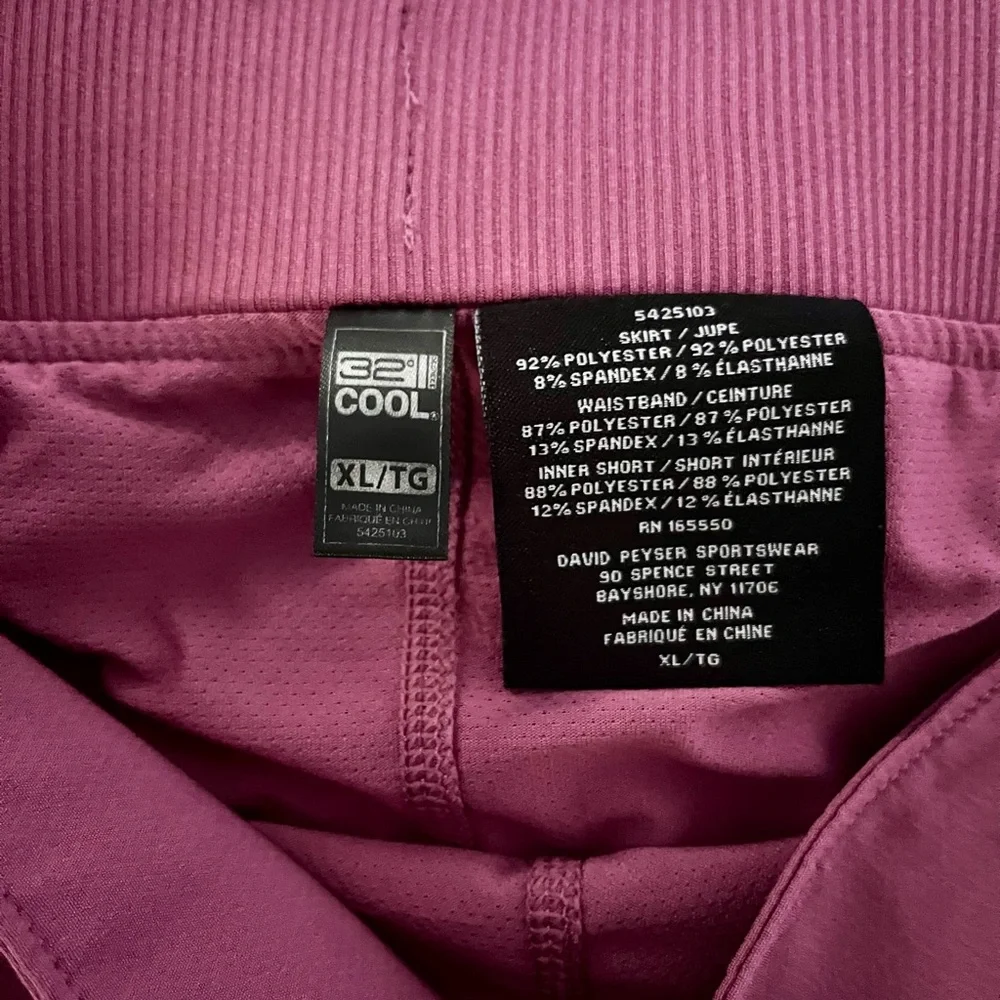 32°
COOL®
XL/TG
MADE IN CHINA
FABRIQUÉ EN CHINE
5425103
5425103
SKIRT / JUPE
92% POLYESTER / 92 % POLYESTER
8% SPANDEX / 8 % ÉLASTHANNE
WAISTBAND / CEINTURE
87% POLYESTER / 87 % POLYESTER
13% SPANDEX / 13 % ÉLASTHANNE
INNER SHORT / SHORT INTÉRIEUR
88% POLYESTER / 88 % POLYESTER
12% SPANDEX / 12 % ÉLASTHANNE
RN 165550
DAVID PEYSER SPORTSWEAR
90 SPENCE STREET
BAYSHORE, NY 11706
MADE IN CHINA
FABRIQUÉ EN CHINE
XL/TG